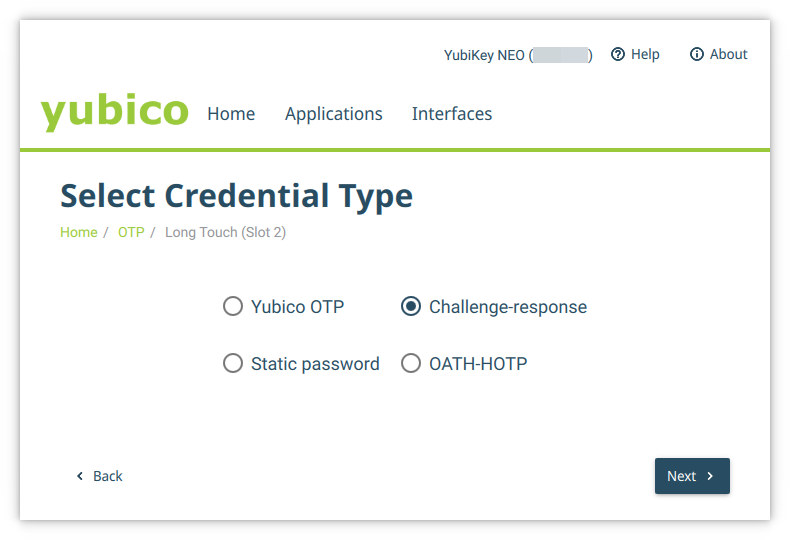 YubiKey NEO ( ) Help About
yubico Home Applications Interfaces
Select Credential Type
Home / OTP / Long Touch (Slot 2)
Yubico OTP Challenge-response
Static password OATH-HOTP
Back Next